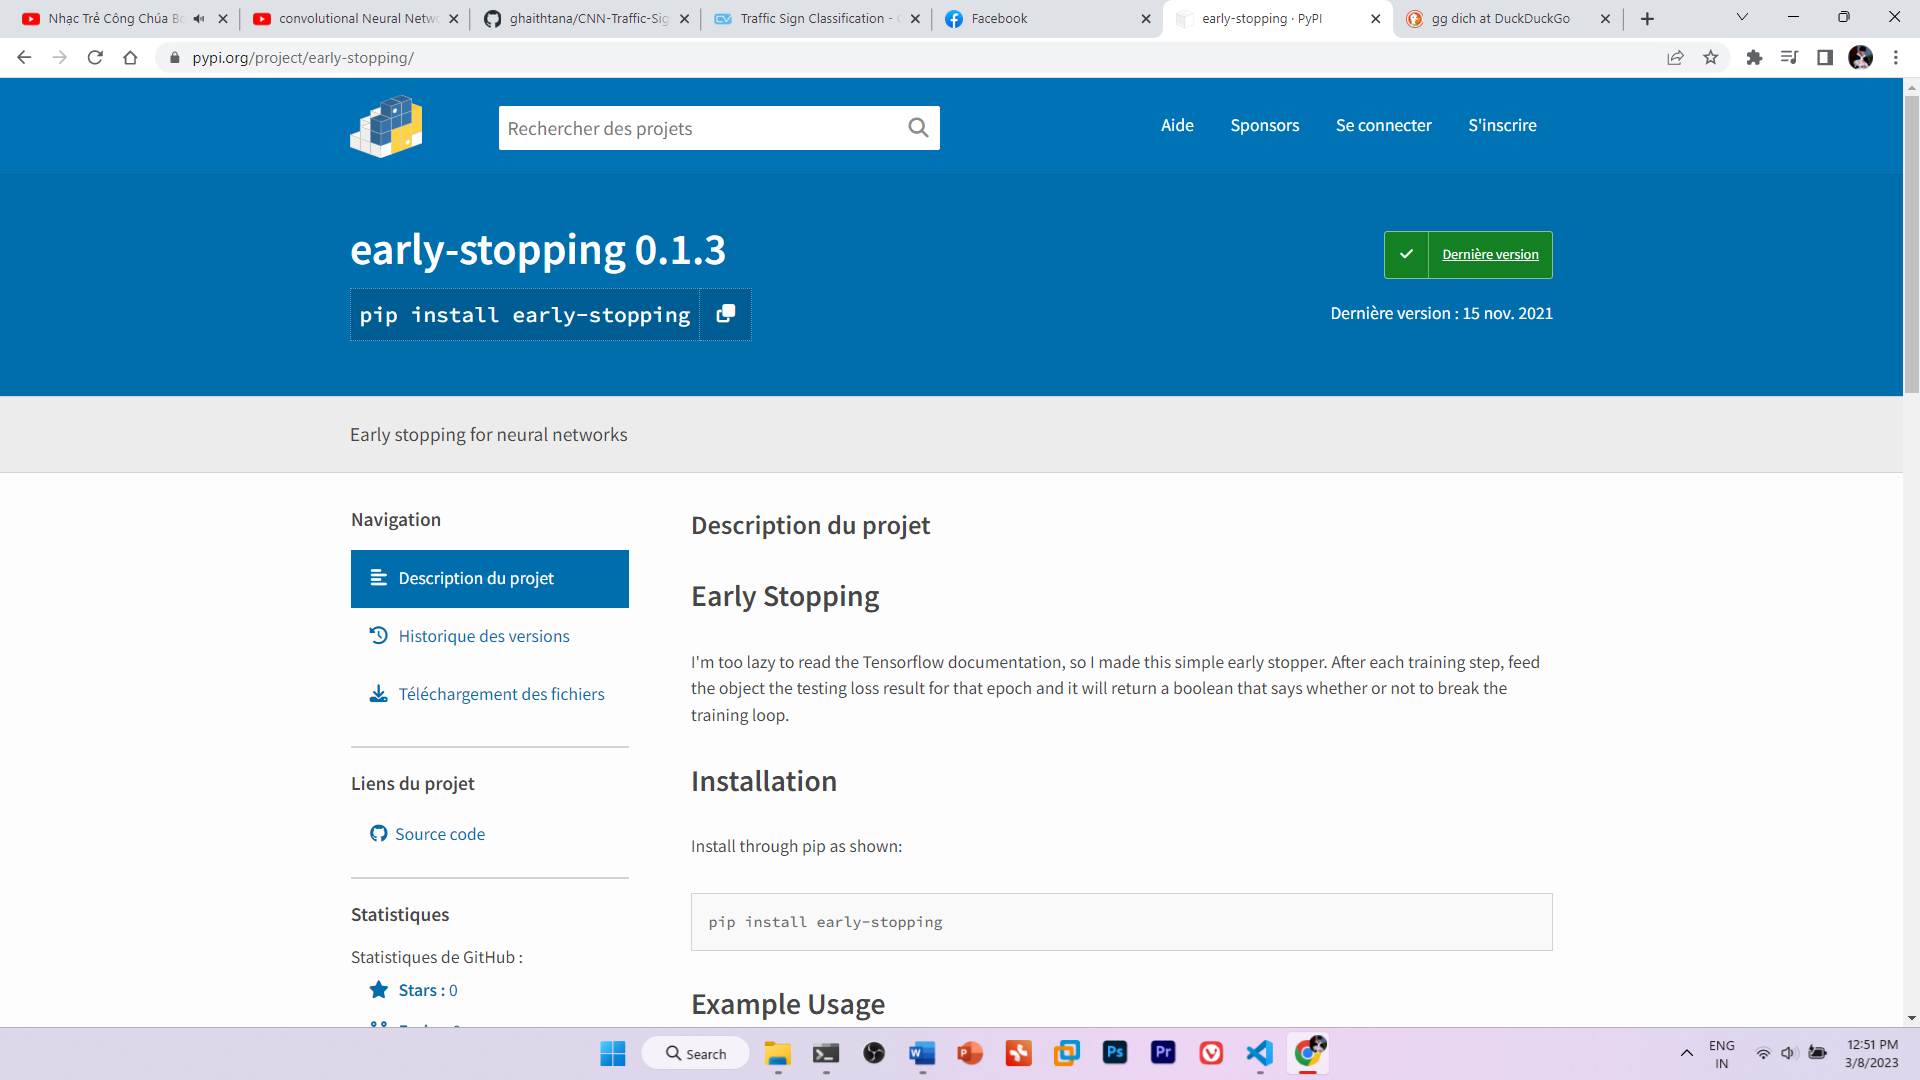 Nhạc Trẻ Công Chúa Bo
convolutional Neural Netw
ghaithtana/CNN-Traffic-Sig
Traffic Sign Classification -
Facebook
early-stopping · PyPI
gg dich at DuckDuckGo
pypi.org/project/early-stopping/
Rechercher des projets
Aide
Sponsors
Se connecter
S'inscrire
early-stopping 0.1.3
Dernière version
pip install early-stopping
Dernière version : 15 nov. 2021
Early stopping for neural networks
Navigation
Description du projet
Historique des versions
Téléchargement des fichiers
Liens du projet
Source code
Statistiques
Statistiques de GitHub :
Stars : 0
Description du projet
Early Stopping
I'm too lazy to read the Tensorflow documentation, so I made this simple early stopper. After each training step, feed
the object the testing loss result for that epoch and it will return a boolean that says whether or not to break the
training loop.
Installation
Install through pip as shown:
pip install early-stopping
Example Usage
Search
ENG
IN
12:51 PM
3/8/2023